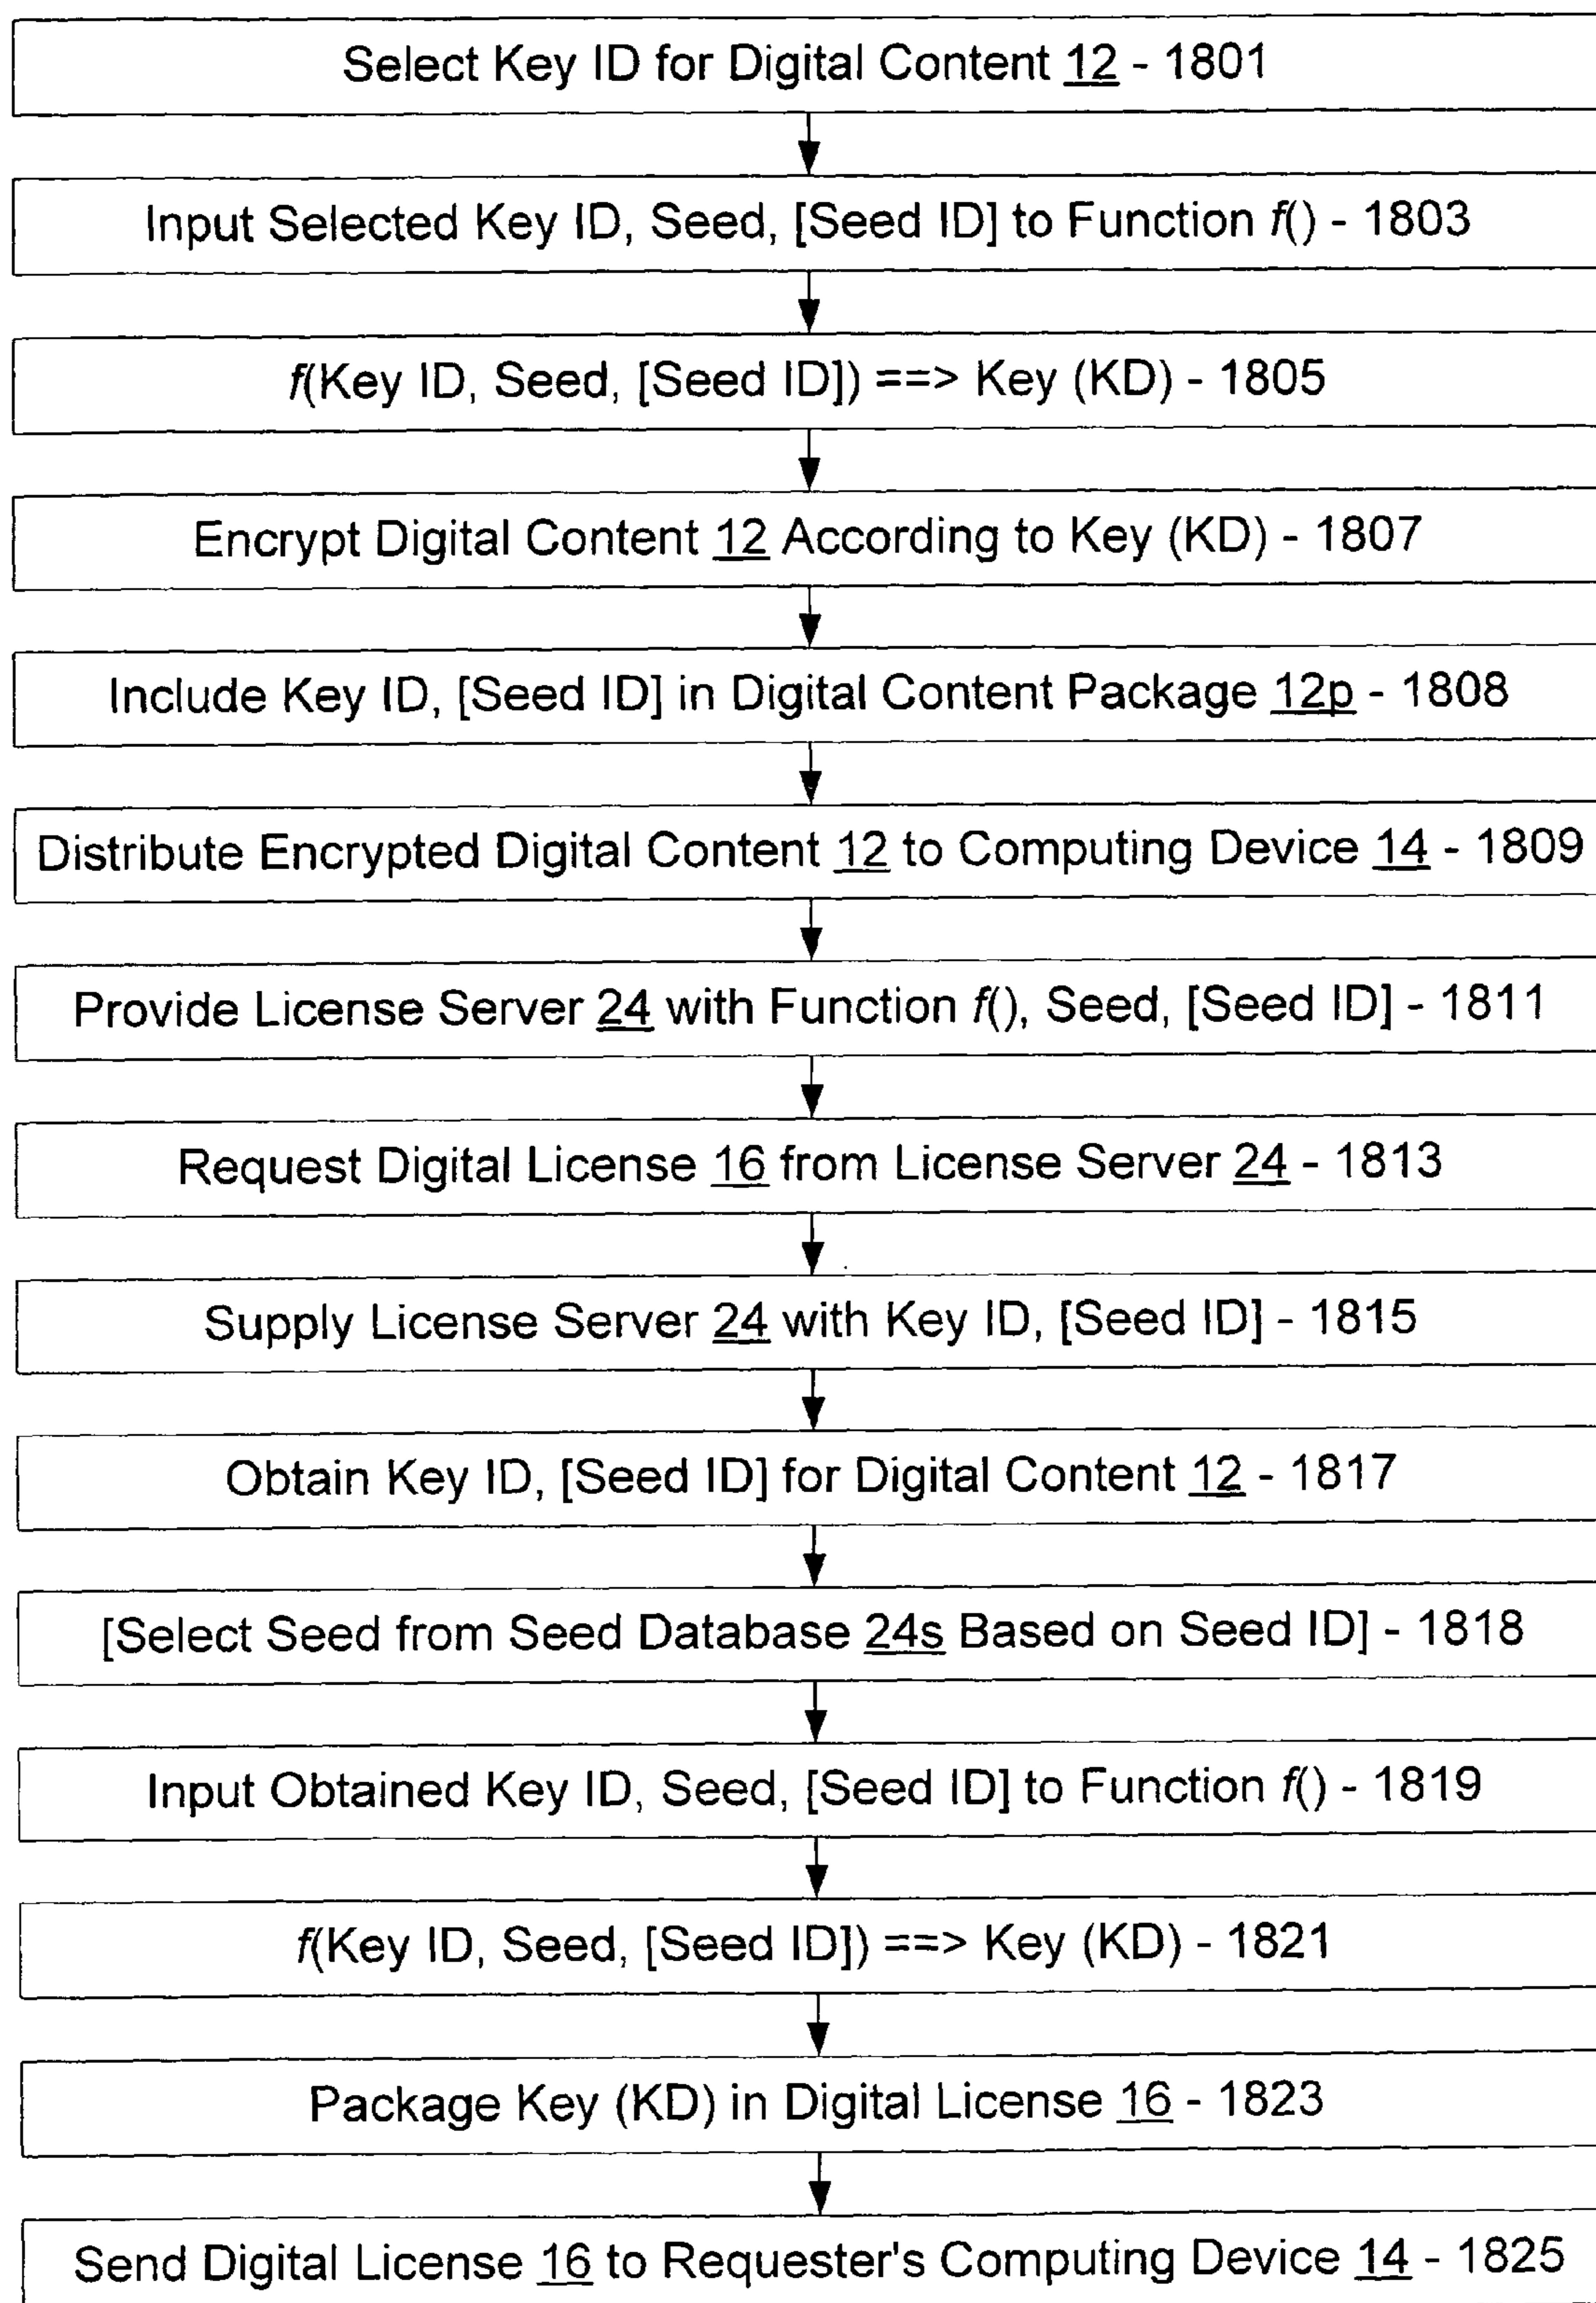 Select Key ID for Digital Content 12 - 1801
Input Selected Key ID, Seed, [Seed ID] to Function f() - 1803
f(Key ID, Seed, [Seed ID]) ==> Key (KD) - 1805
Encrypt Digital Content 12 According to Key (KD) - 1807
Include Key ID, [Seed ID] in Digital Content Package 12p - 1808
Distribute Encrypted Digital Content 12 to Computing Device 14 - 1809
Provide License Server 24 with Function f(), Seed, [Seed ID] - 1811
Request Digital License 16 from License Server 24 - 1813
Supply License Server 24 with Key ID, [Seed ID] - 1815
Obtain Key ID, [Seed ID] for Digital Content 12 - 1817
[Select Seed from Seed Database 24s Based on Seed ID] - 1818
Input Obtained Key ID, Seed, [Seed ID] to Function f() - 1819
f(Key ID, Seed, [Seed ID]) ==> Key (KD) - 1821
Package Key (KD) in Digital License 16 - 1823
Send Digital License 16 to Requester's Computing Device 14 - 1825